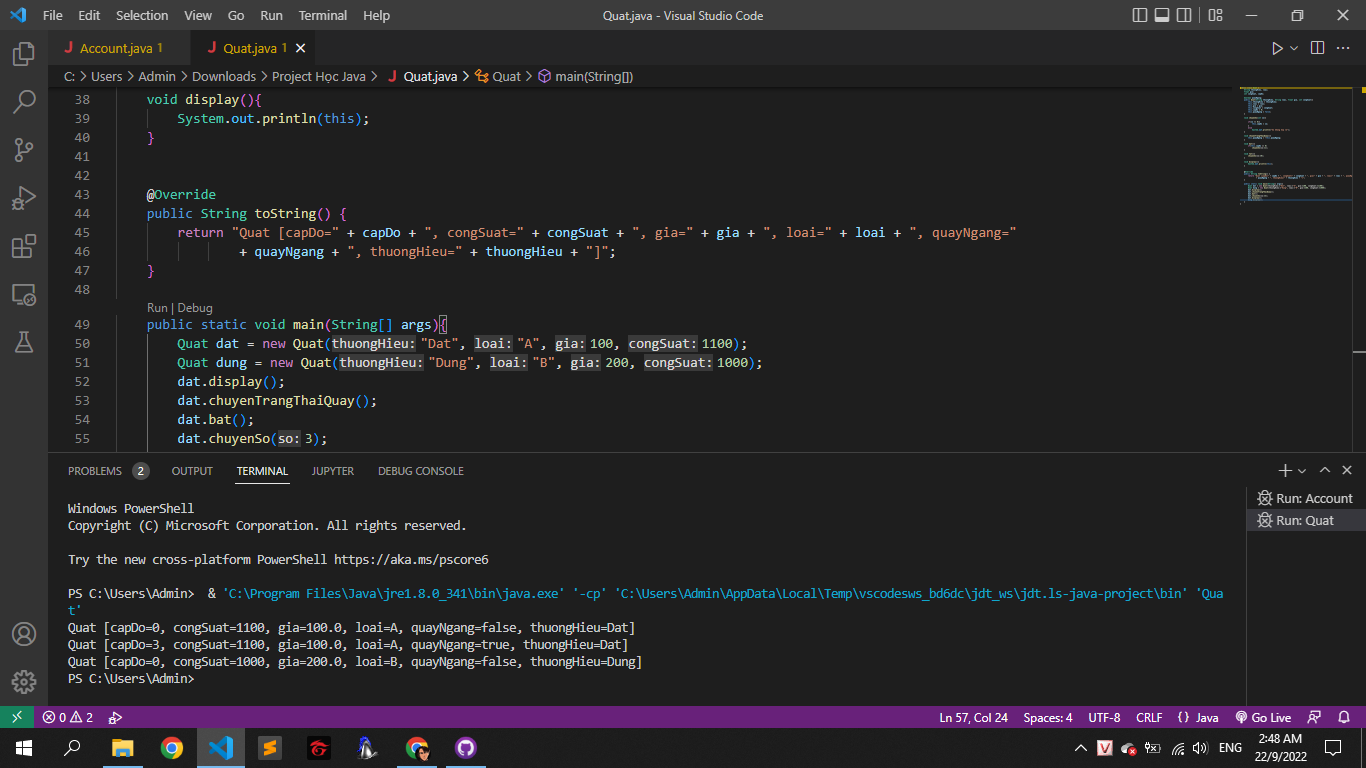 File Edit Selection View Go Run Terminal Help Quat.java - Visual Studio Code
Account.java 1 Quat.java 1
C: > Users > Admin > Downloads > Project Học Java > J Quat.java > Quat > main(String[])
38 void display(){
39 System.out.println(this);
40 }
41
42
43 @Override
44 public String toString() {
45 return "Quat [capDo=" + capDo + ", congSuat=" + congSuat + ", gia=" + gia + ", loai=" + loai + ", quayNgang="
46 + quayNgang + ", thuongHieu=" + thuongHieu + "]";
47 }
48
Run | Debug
49 public static void main(String[] args){
50 Quat dat = new Quat(thuongHieu: "Dat", loai: "A", gia: 100, congSuat: 1100);
51 Quat dung = new Quat(thuongHieu: "Dung", loai: "B", gia: 200, congSuat: 1000);
52 dat.display();
53 dat.chuyenTrangThaiQuay();
54 dat.bat();
55 dat.chuyenSo(so: 3);
PROBLEMS 2 OUTPUT TERMINAL JUPYTER DEBUG CONSOLE
Windows PowerShell
Copyright (C) Microsoft Corporation. All rights reserved.
Try the new cross-platform PowerShell https://aka.ms/pscore6
PS C:\Users\Admin> & 'C:\Program Files\Java\jre1.8.0_341\bin\java.exe' '-cp' 'C:\Users\Admin\AppData\Local\Temp\vscodesws_bd6dc\jdt_ws\jdt.ls-java-project\bin' 'Qua
t'
Quat [capDo=0, congSuat=1100, gia=100.0, loai=A, quayNgang=false, thuongHieu=Dat]
Quat [capDo=3, congSuat=1100, gia=100.0, loai=A, quayNgang=true, thuongHieu=Dat]
Quat [capDo=0, congSuat=1000, gia=200.0, loai=B, quayNgang=false, thuongHieu=Dung]
PS C:\Users\Admin>
Run: Account
Run: Quat
0 2 Ln 57, Col 24 Spaces: 4 UTF-8 CRLF {} Java Go Live
ENG 2:48 AM
22/9/2022